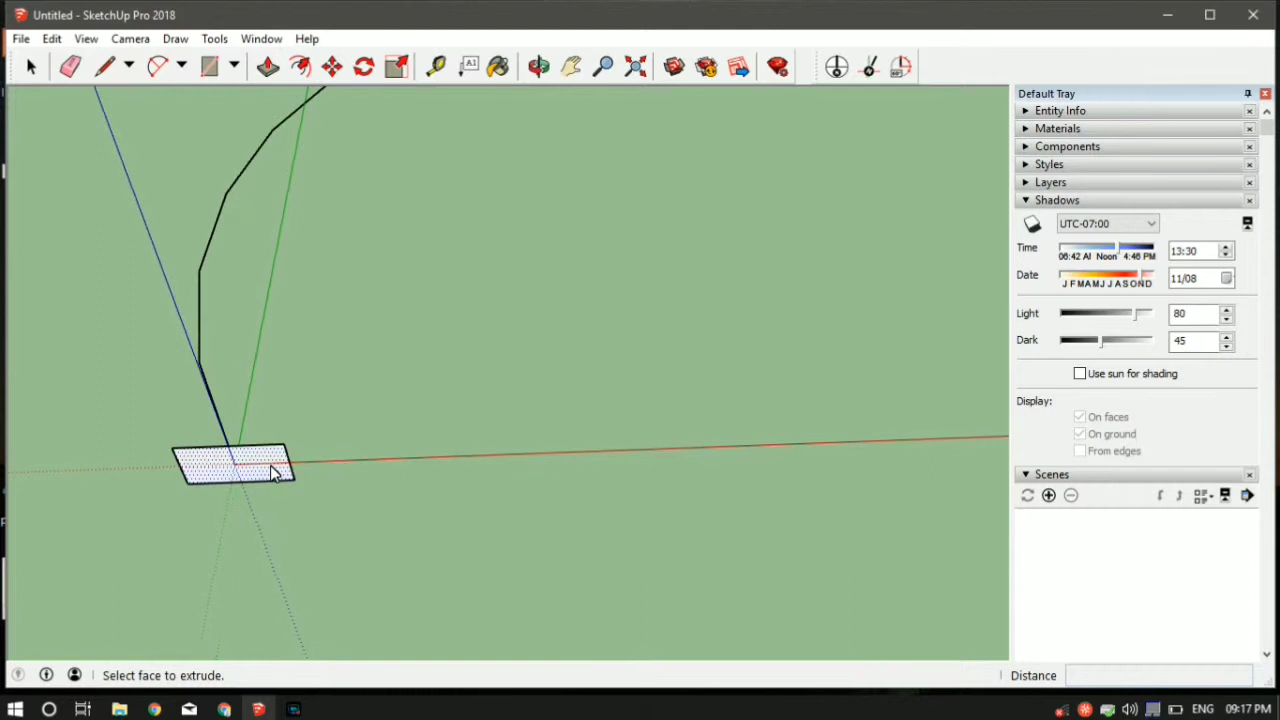 Untitled - SketchUp Pro 2018
File Edit View Camera Draw Tools Window Help
A1
Default Tray
Entity Info
Materials
Components
Styles
Layers
Shadows
UTC-07:00
Time
06:42 AM Noon 4:46 PM
13:30
Date
J F M A M J J A S O N D
11/08
Light
80
Dark
45
Use sun for shading
Display:
On faces
On ground
From edges
Scenes
Select face to extrude.
Distance
ENG
09:17 PM